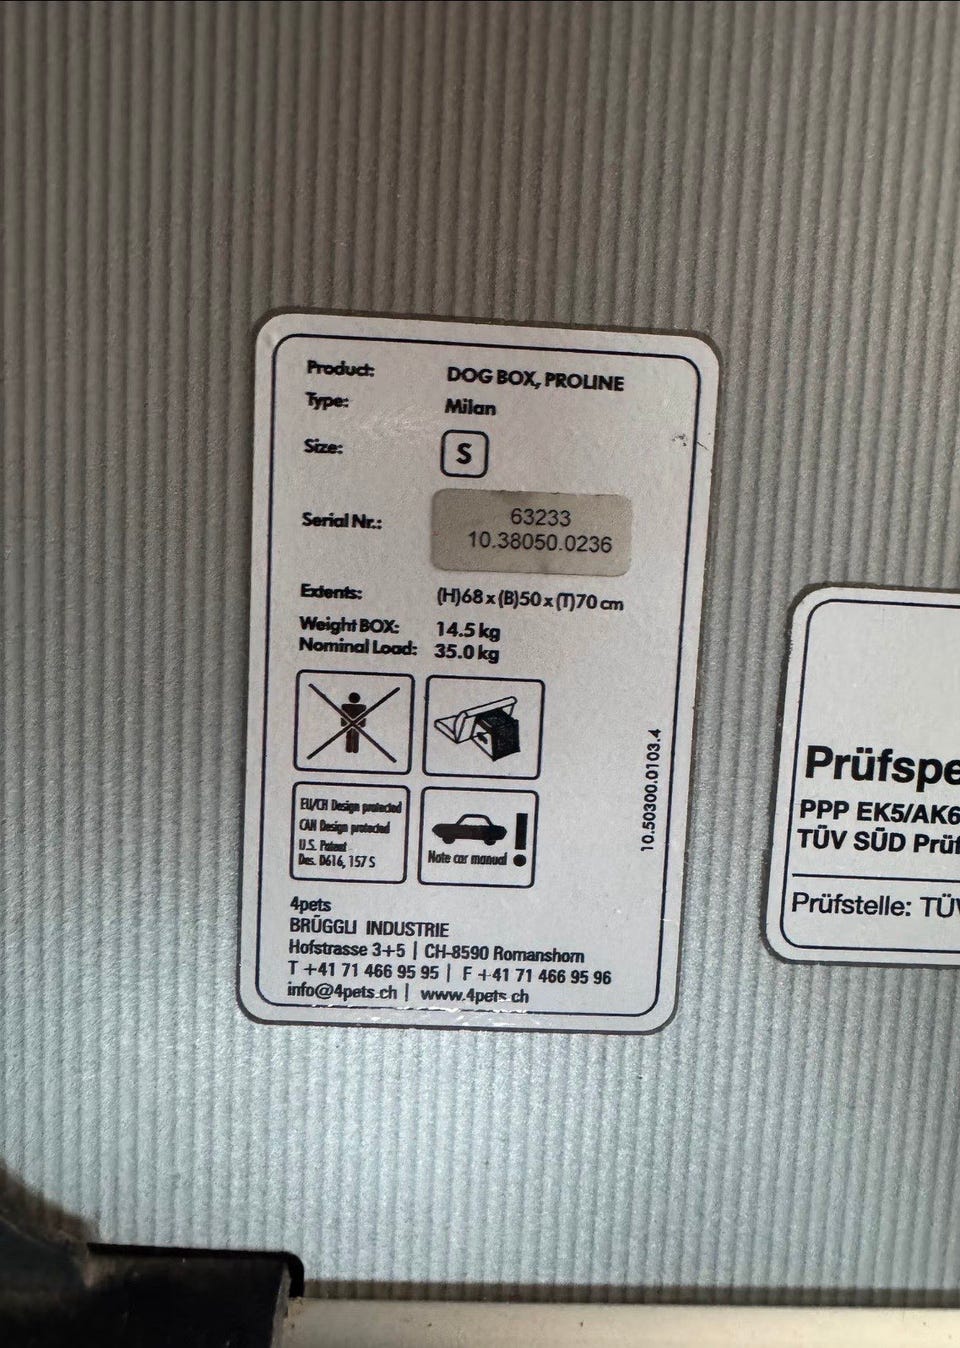 Product: DOG BOX, PROLINE
Type: Milan
Size: S
Serial Nr.: 63233
10.38050.0236
Extents: (H)68 x (B)50 x (T)70 cm
Weight BOX: 14.5 kg
Nominal Load: 35.0 kg
EU/CH Design protected
CAN Design protected
U.S. Patent
Des. D616, 157 S
Note car manual !
10.50300.0103.4
4pets
BRÜGGLI INDUSTRIE
Hofstrasse 3+5 | CH-8590 Romanshorn
T +41 71 466 95 95 | F +41 71 466 95 96
info@4pets.ch | www.4pets.ch
Prüfspe
PPP EK5/AK6
TÜV SÜD Prüf
Prüfstelle: TÜV